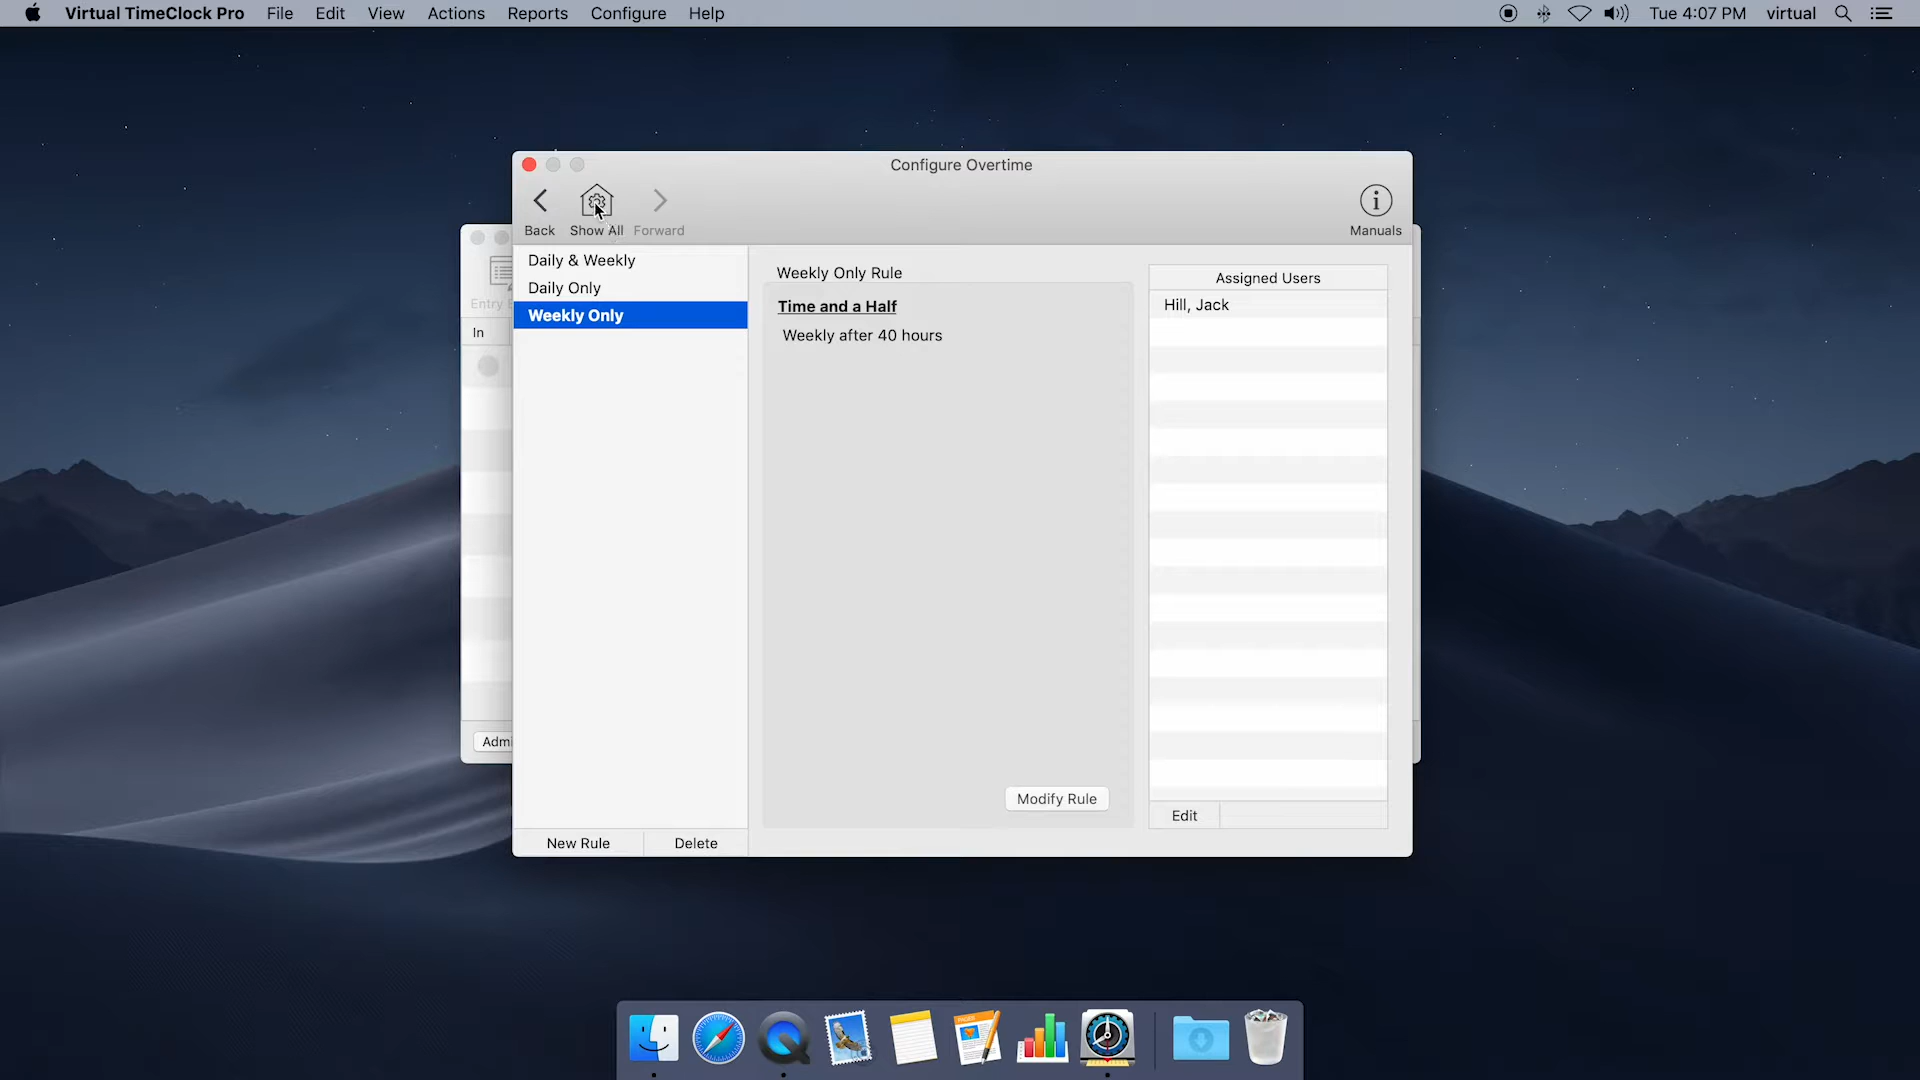 Virtual TimeClock Pro File Edit View Actions Reports Configure Help
Tue 4:07 PM virtual
Configure Overtime
Back Show All Forward
Manuals
Entry
In
Admi
Daily & Weekly
Daily Only
Weekly Only
Weekly Only Rule
Time and a Half
Weekly after 40 hours
Modify Rule
Assigned Users
Hill, Jack
Edit
New Rule Delete